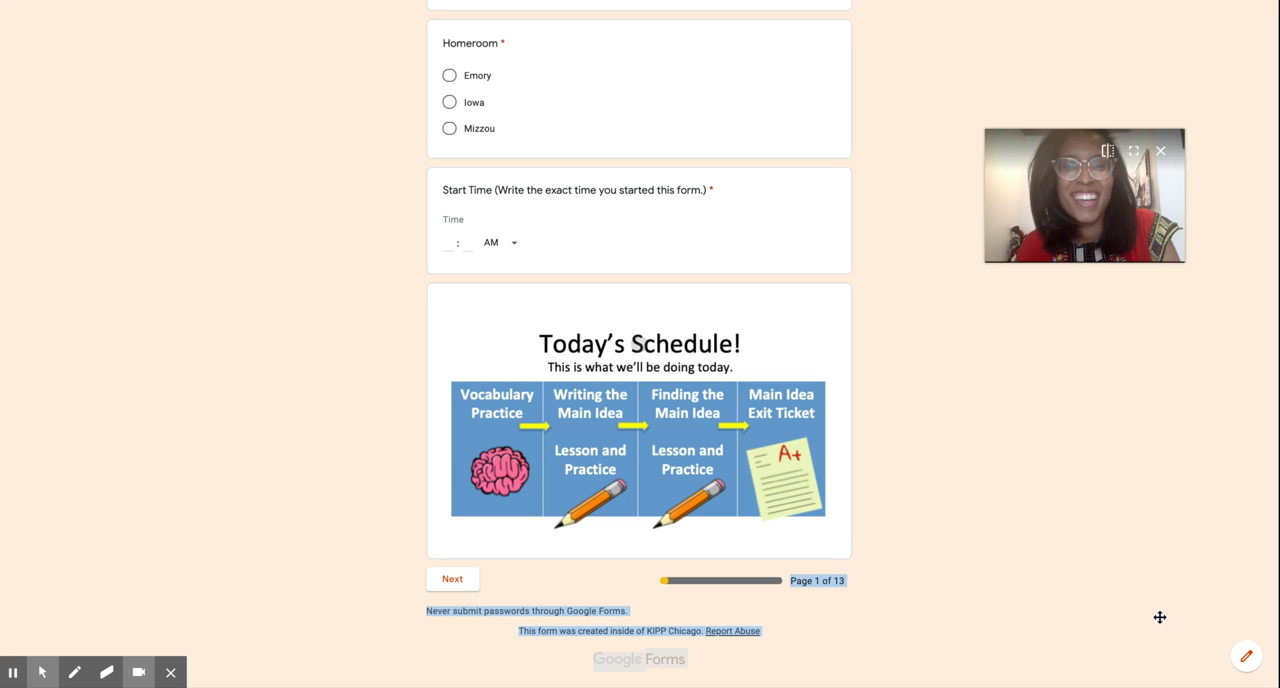 Homeroom *
Emory
Iowa
Mizzou
Start Time (Write the exact time you started this form.) *
Time
: AM
Today's Schedule!
This is what we'll be doing today.
Vocabulary Practice
Writing the Main Idea
Lesson and Practice
Finding the Main Idea
Lesson and Practice
Main Idea Exit Ticket
A+
Next
Page 1 of 13
Never submit passwords through Google Forms.
This form was created inside of KIPP Chicago. Report Abuse
Google Forms